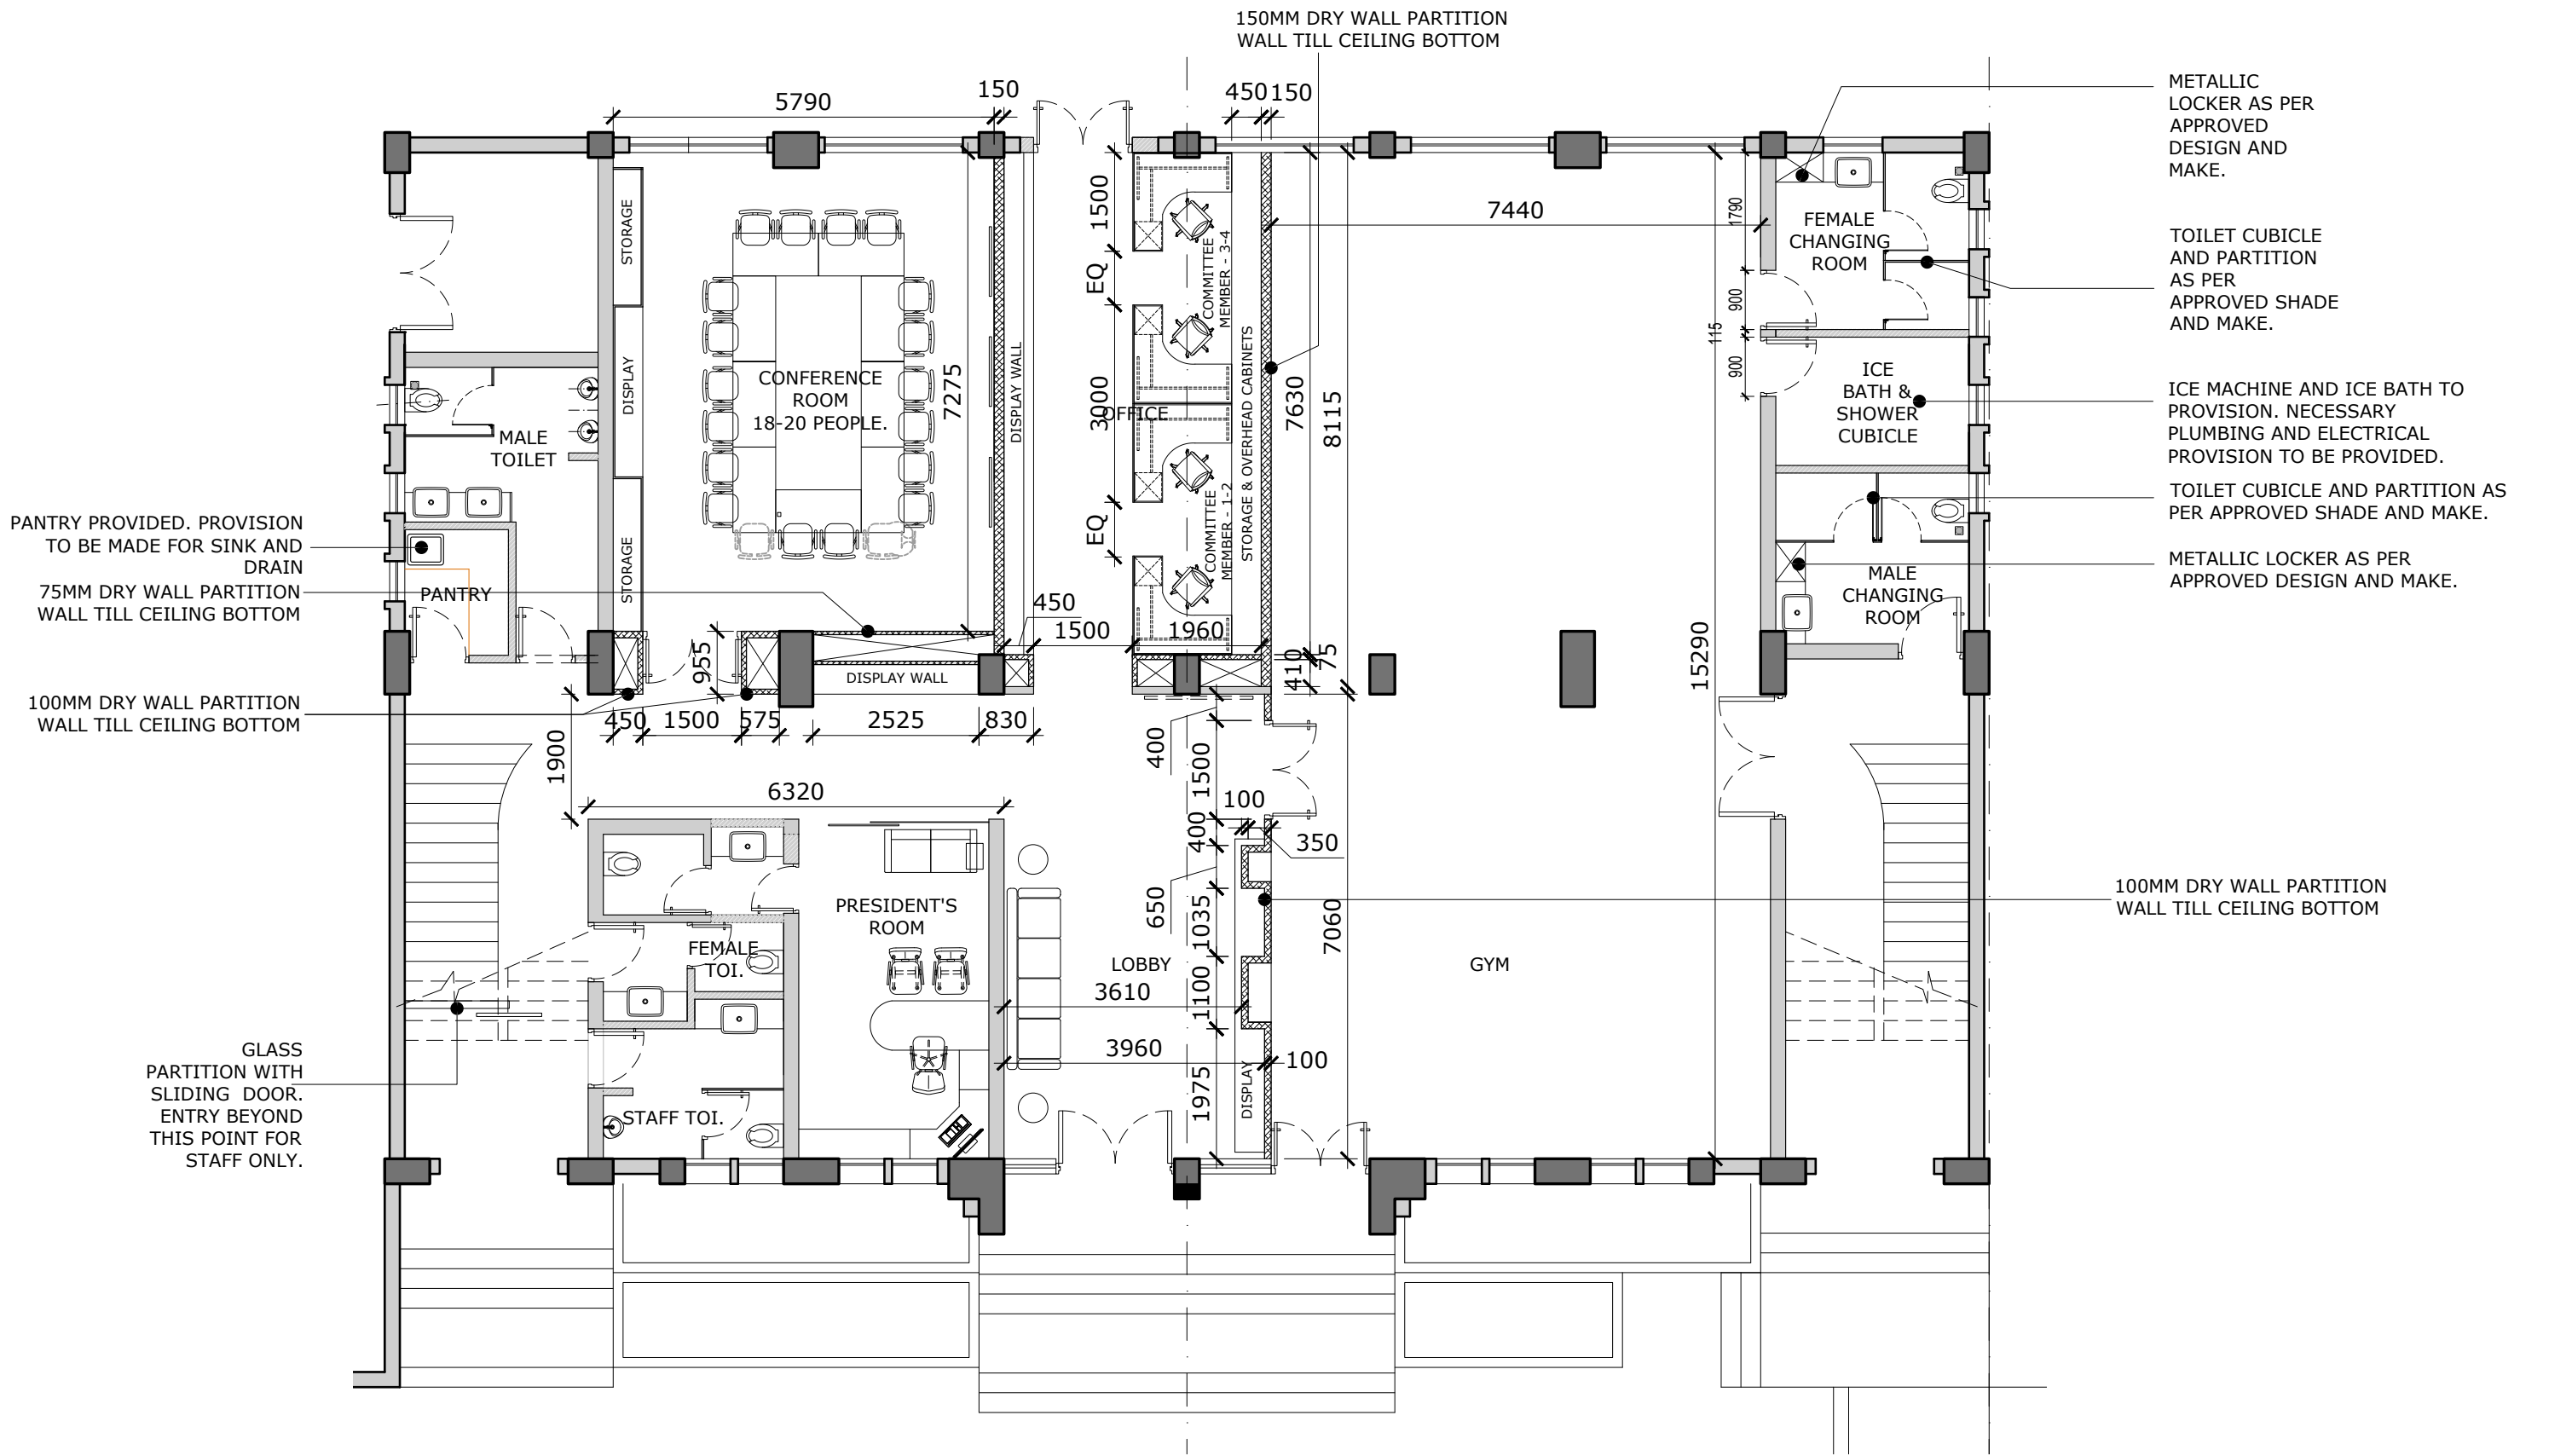 150MM DRY WALL PARTITION
WALL TILL CEILING BOTTOM
5790
150
450
150
METALLIC
LOCKER AS PER
APPROVED
DESIGN AND
MAKE.
TOILET CUBICLE
AND PARTITION
AS PER
APPROVED SHADE
AND MAKE.
ICE MACHINE AND ICE BATH TO
PROVISION. NECESSARY
PLUMBING AND ELECTRICAL
PROVISION TO BE PROVIDED.
TOILET CUBICLE AND PARTITION AS
PER APPROVED SHADE AND MAKE.
METALLIC LOCKER AS PER
APPROVED DESIGN AND MAKE.
100MM DRY WALL PARTITION
WALL TILL CEILING BOTTOM
PANTRY PROVIDED. PROVISION
TO BE MADE FOR SINK AND
DRAIN
75MM DRY WALL PARTITION
WALL TILL CEILING BOTTOM
100MM DRY WALL PARTITION
WALL TILL CEILING BOTTOM
GLASS
PARTITION WITH
SLIDING DOOR.
ENTRY BEYOND
THIS POINT FOR
STAFF ONLY.
STORAGE
DISPLAY
STORAGE
CONFERENCE
ROOM
18-20 PEOPLE.
7275
DISPLAY WALL
1500
EQ
3000
EQ
OFFICE
COMMITTEE
MEMBER - 3-4
COMMITTEE
MEMBER - 1-2
STORAGE & OVERHEAD CABINETS
7630
8115
7440
1790
900
115
900
FEMALE
CHANGING
ROOM
ICE
BATH &
SHOWER
CUBICLE
MALE
CHANGING
ROOM
MALE
TOILET
PANTRY
450
1500
1960
410
75
15290
955
DISPLAY WALL
450
1500
575
2525
830
1900
6320
400
1500
100
400
350
650
1035
1100
1975
7060
PRESIDENT'S
ROOM
FEMALE
TOI.
STAFF TOI.
LOBBY
3610
3960
100
DISPLAY
GYM